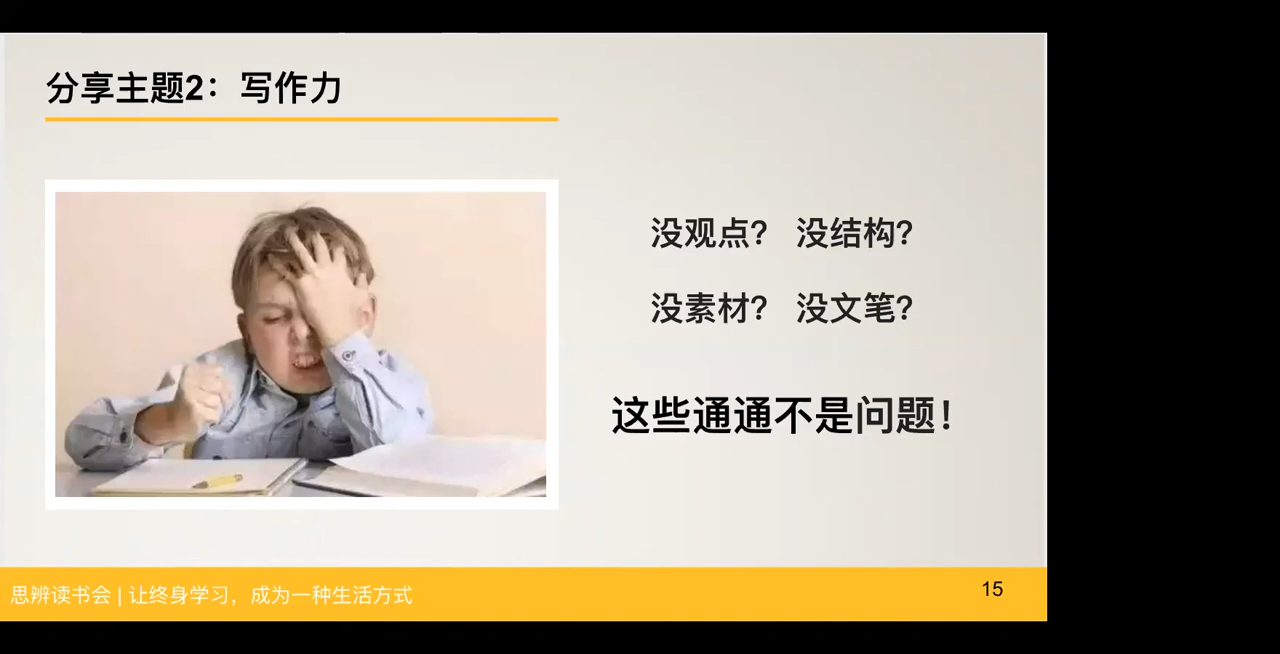 分享主题2：写作力
没观点？ 没结构？
没素材？ 没文笔？
这些通通不是问题！
思辨读书会 | 让终身学习，成为一种生活方式
15